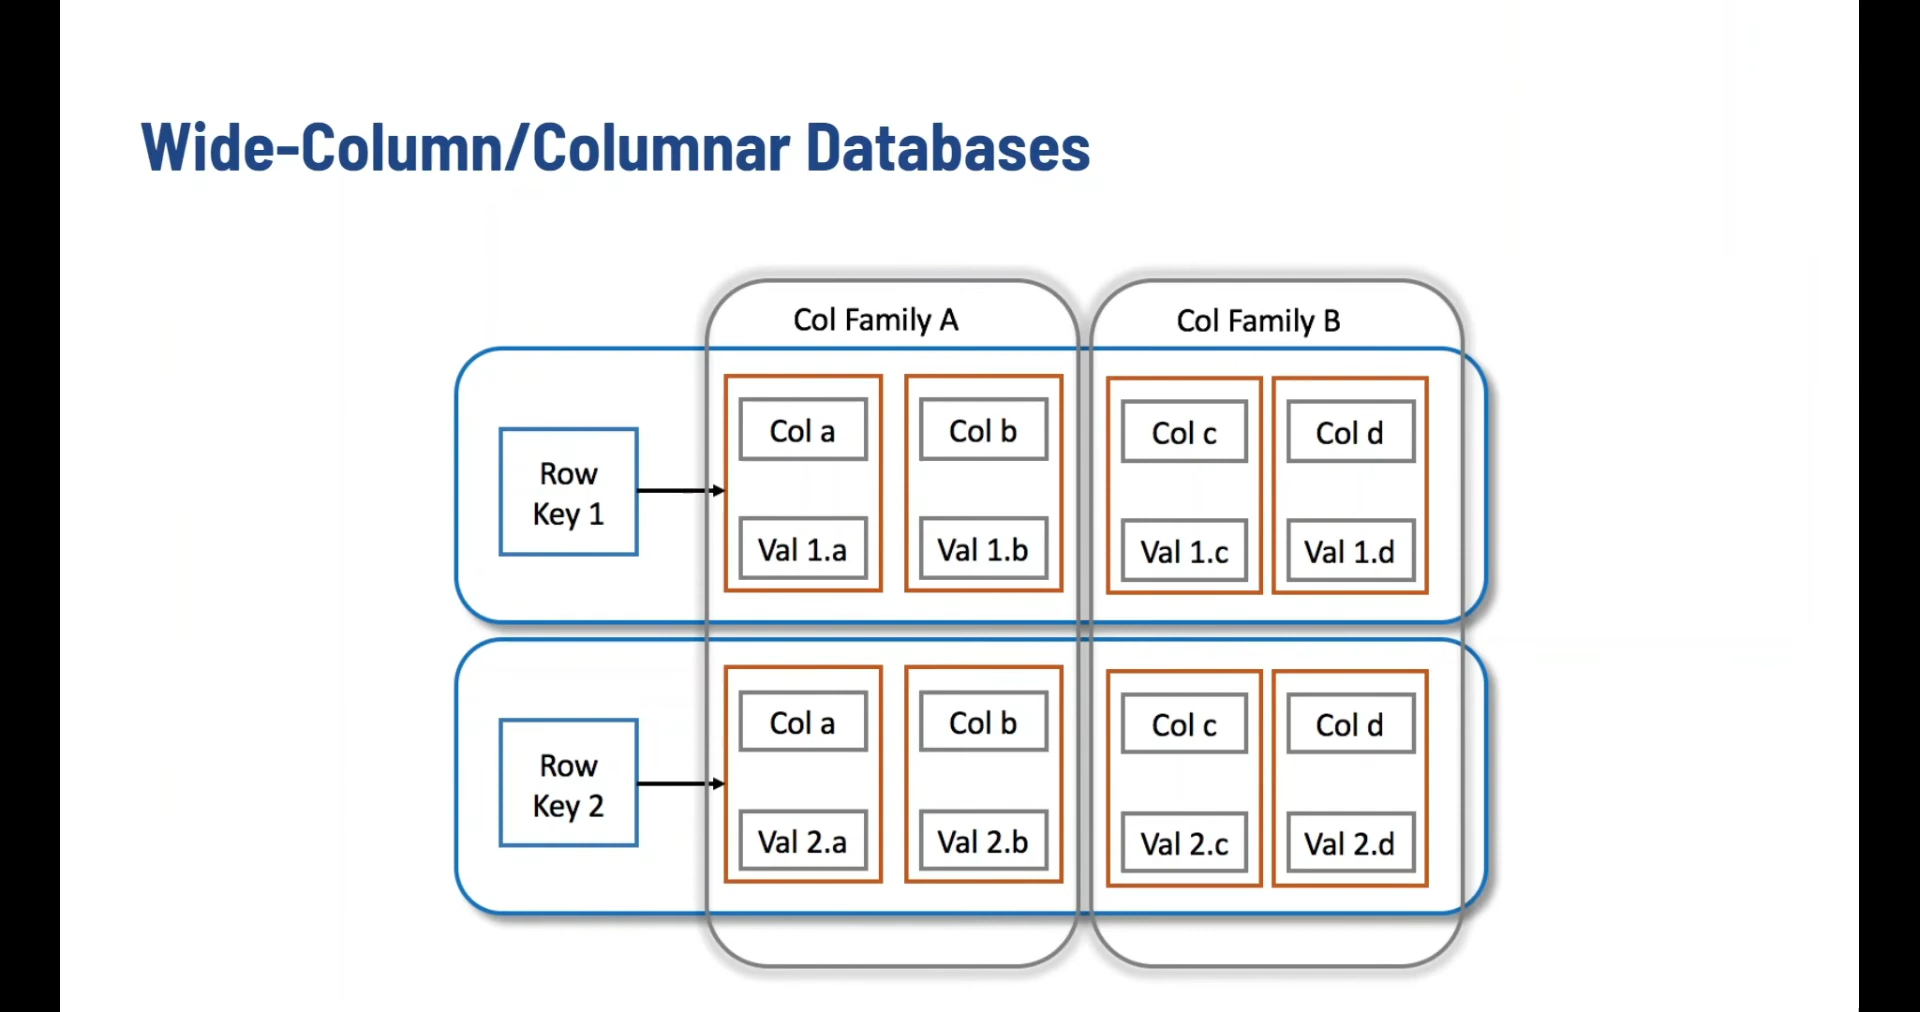 Wide-Column/Columnar Databases
Col Family A
Col Family B
Row
Key 1
Col a
Col b
Col c
Col d
Val 1.a
Val 1.b
Val 1.c
Val 1.d
Row
Key 2
Col a
Col b
Col c
Col d
Val 2.a
Val 2.b
Val 2.c
Val 2.d